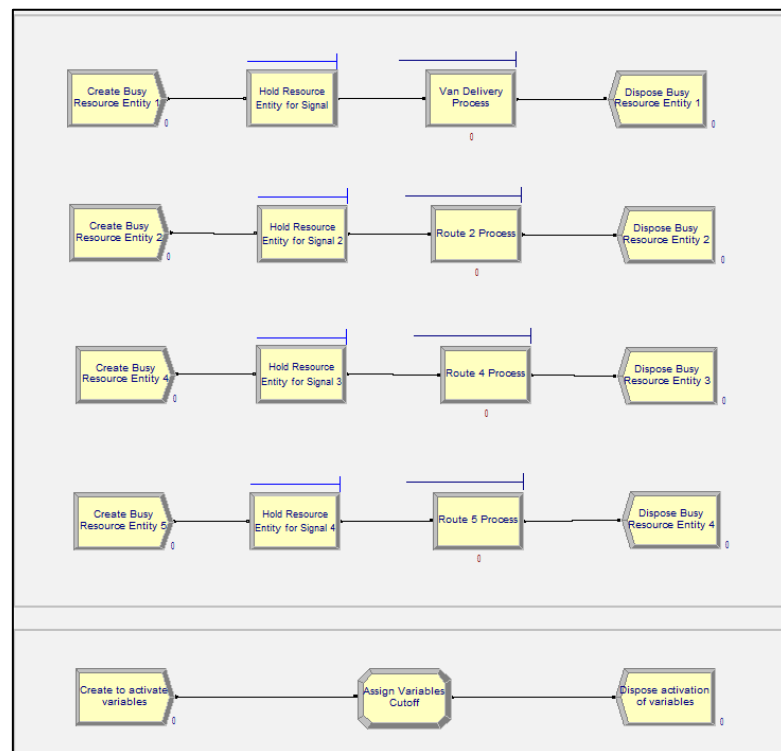 Create Busy
Resource Entity 1
0
Hold Resource
Entity for Signal
Van Delivery
Process
0
Dispose Busy
Resource Entity 1
0
Create Busy
Resource Entity 2
0
Hold Resource
Entity for Signal 2
Route 2 Process
0
Dispose Busy
Resource Entity 2
0
Create Busy
Resource Entity 4
0
Hold Resource
Entity for Signal 3
Route 4 Process
0
Dispose Busy
Resource Entity 3
0
Create Busy
Resource Entity 5
0
Hold Resource
Entity for Signal 4
Route 5 Process
0
Dispose Busy
Resource Entity 4
0
Create to activate
variables
0
Assign Variables
Cutoff
Dispose activation
of variables
0